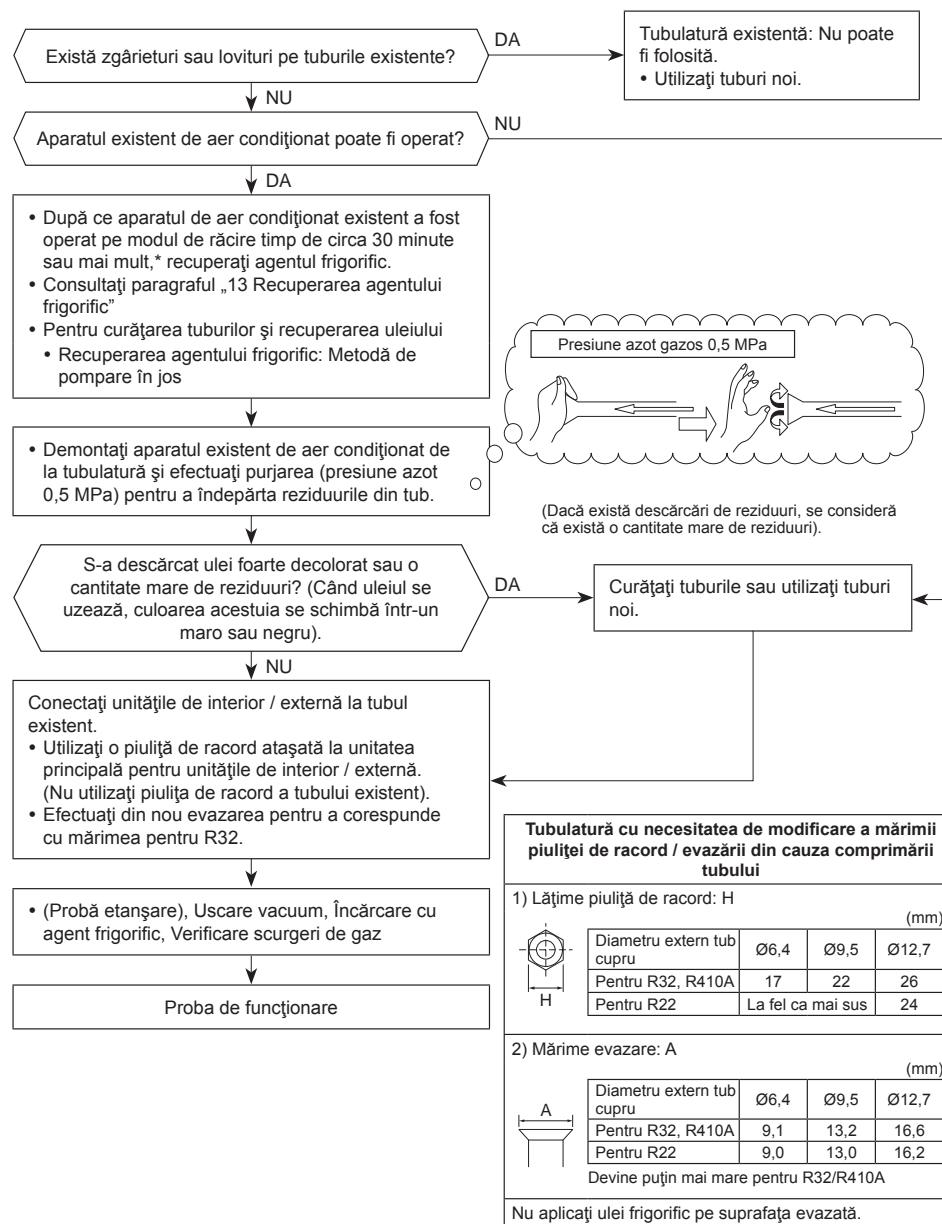 Există zgârieturi sau lovituri pe tuburile existente?
DA
Tubulatură existentă: Nu poate
fi folosită.
• Utilizaţi tuburi noi.
NU
Aparatul existent de aer condiţionat poate fi operat?
NU
DA
• După ce aparatul de aer condiţionat existent a fost
operat pe modul de răcire timp de circa 30 minute
sau mai mult,* recuperaţi agentul frigorific.
• Consultaţi paragraful „13 Recuperarea agentului
frigorific”
• Pentru curăţarea tuburilor şi recuperarea uleiului
• Recuperarea agentului frigorific: Metodă de
pompare în jos
Presiune azot gazos 0,5 MPa
• Demontaţi aparatul existent de aer condiţionat de
la tubulatură şi efectuaţi purjarea (presiune azot
0,5 MPa) pentru a îndepărta reziduurile din tub.
(Dacă există descărcări de reziduuri, se consideră
că există o cantitate mare de reziduuri).
S-a descărcat ulei foarte decolorat sau o
cantitate mare de reziduuri? (Când uleiul se
uzează, culoarea acestuia se schimbă într-un
maro sau negru).
DA
Curăţaţi tuburile sau utilizaţi tuburi
noi.
NU
Conectaţi unităţile de interior / externă la tubul
existent.
• Utilizaţi o piuliţă de racord ataşată la unitatea
principală pentru unităţile de interior / externă.
(Nu utilizaţi piuliţa de racord a tubului existent).
• Efectuaţi din nou evazarea pentru a corespunde
cu mărimea pentru R32.
• (Probă etanşare), Uscare vacuum, Încărcare cu
agent frigorific, Verificare scurgeri de gaz
Proba de funcţionare
Tubulatură cu necesitatea de modificare a mărimii
piuliţei de racord / evazării din cauza comprimării
tubului
1) Lăţime piuliţă de racord: H
(mm)
H
Diametru extern tub
cupru
Ø6,4 Ø9,5 Ø12,7
Pentru R32, R410A 17 22 26
Pentru R22 La fel ca mai sus 24
2) Mărime evazare: A
(mm)
A
Diametru extern tub
cupru
Ø6,4 Ø9,5 Ø12,7
Pentru R32, R410A 9,1 13,2 16,6
Pentru R22 9,0 13,0 16,2
Devine puţin mai mare pentru R32/R410A
Nu aplicaţi ulei frigorific pe suprafaţa evazată.